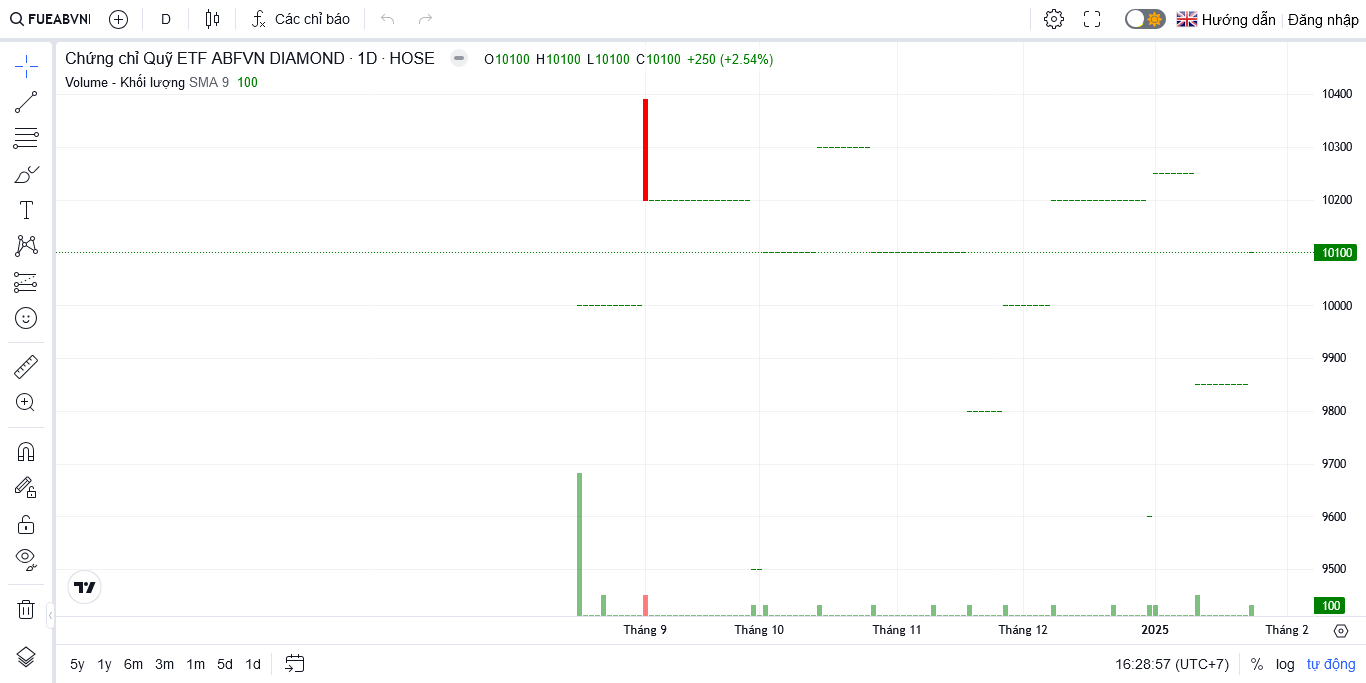 FUEABVNI D Các chỉ báo Hướng dẫn Đăng nhập
Chứng chỉ Quỹ ETF ABFVN DIAMOND · 1D · HOSE O10100 H10100 L10100 C10100 +250 (+2.54%)
Volume - Khối lượng SMA 9 100
10400
10300
10200
10100
10000
9900
9800
9700
9600
9500
100
Tháng 9 Tháng 10 Tháng 11 Tháng 12 2025 Tháng 2
5y 1y 6m 3m 1m 5d 1d 16:28:57 (UTC+7) % log tự động